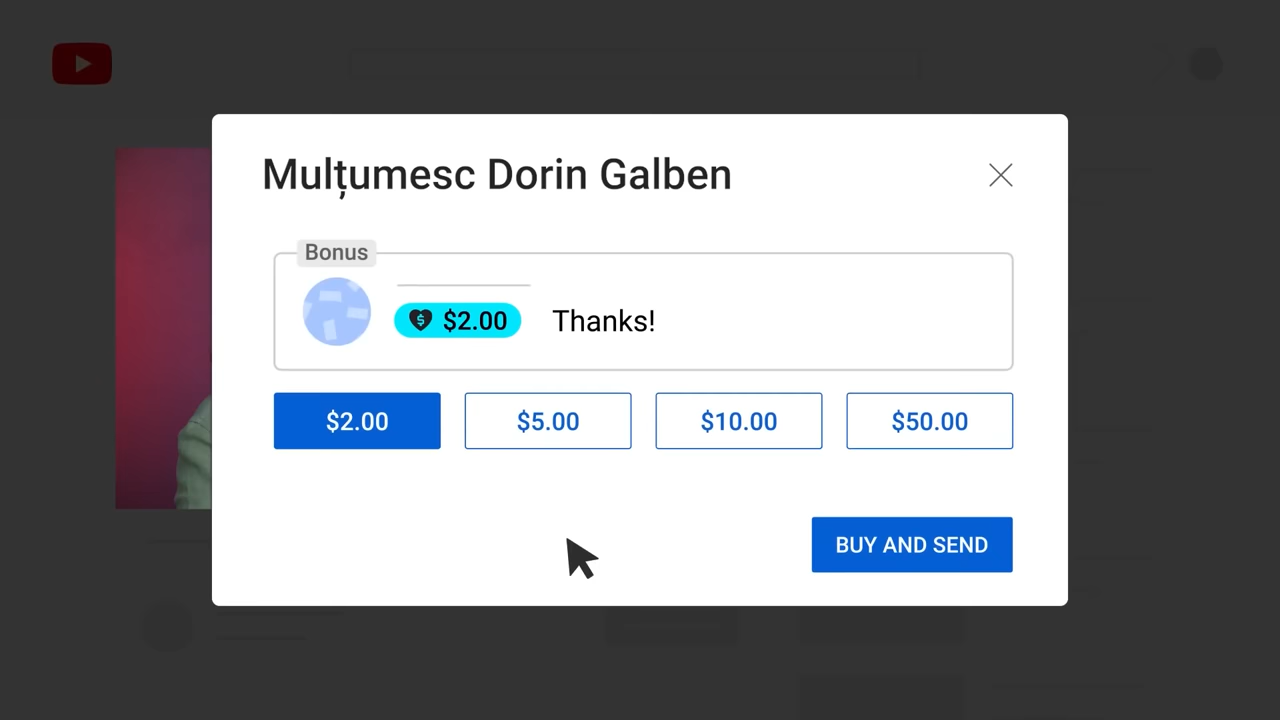 Mulțumesc Dorin Galben
Bonus
$2.00 Thanks!
$2.00 $5.00 $10.00 $50.00
BUY AND SEND